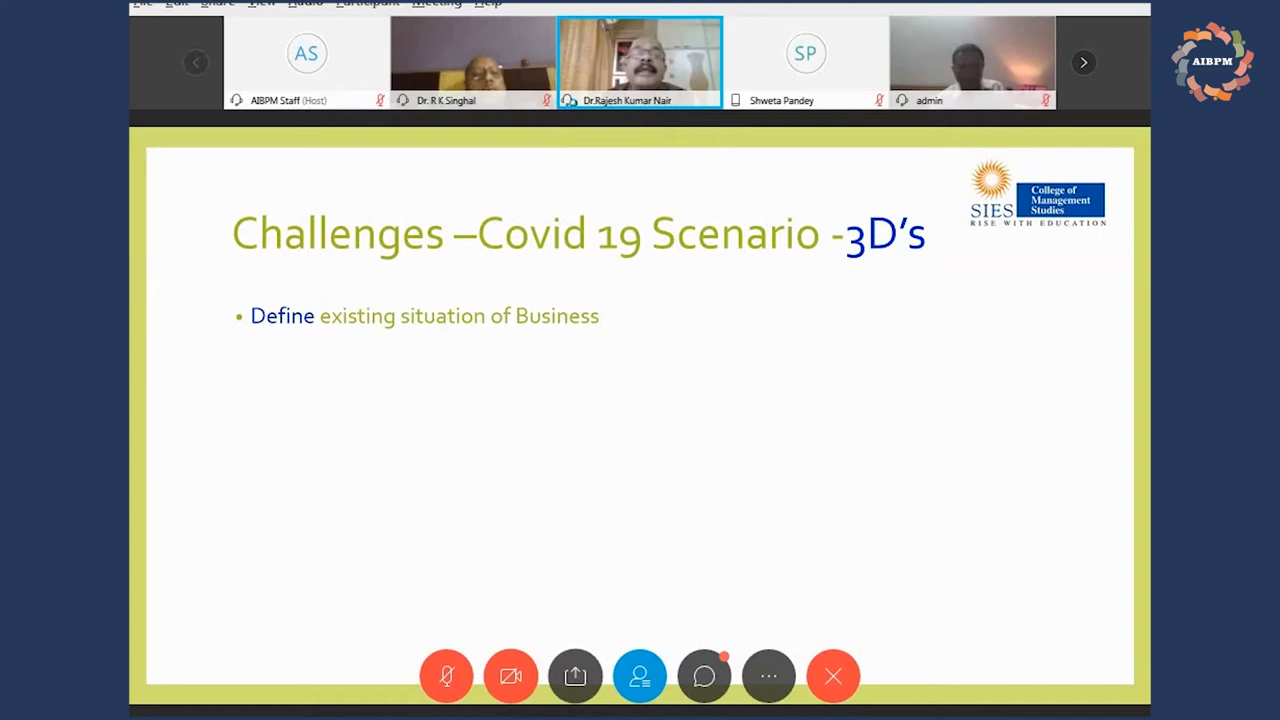 File Edit Share View Audio Participant Meeting Help
AS
SP
AIBPM Staff (Host)
Dr. R K Singhal
Dr.Rajesh Kumar Nair
Shweta Pandey
admin
AIBPM
SIES
College of
Management
Studies
RISE WITH EDUCATION
Challenges –Covid 19 Scenario -3D’s
• Define existing situation of Business